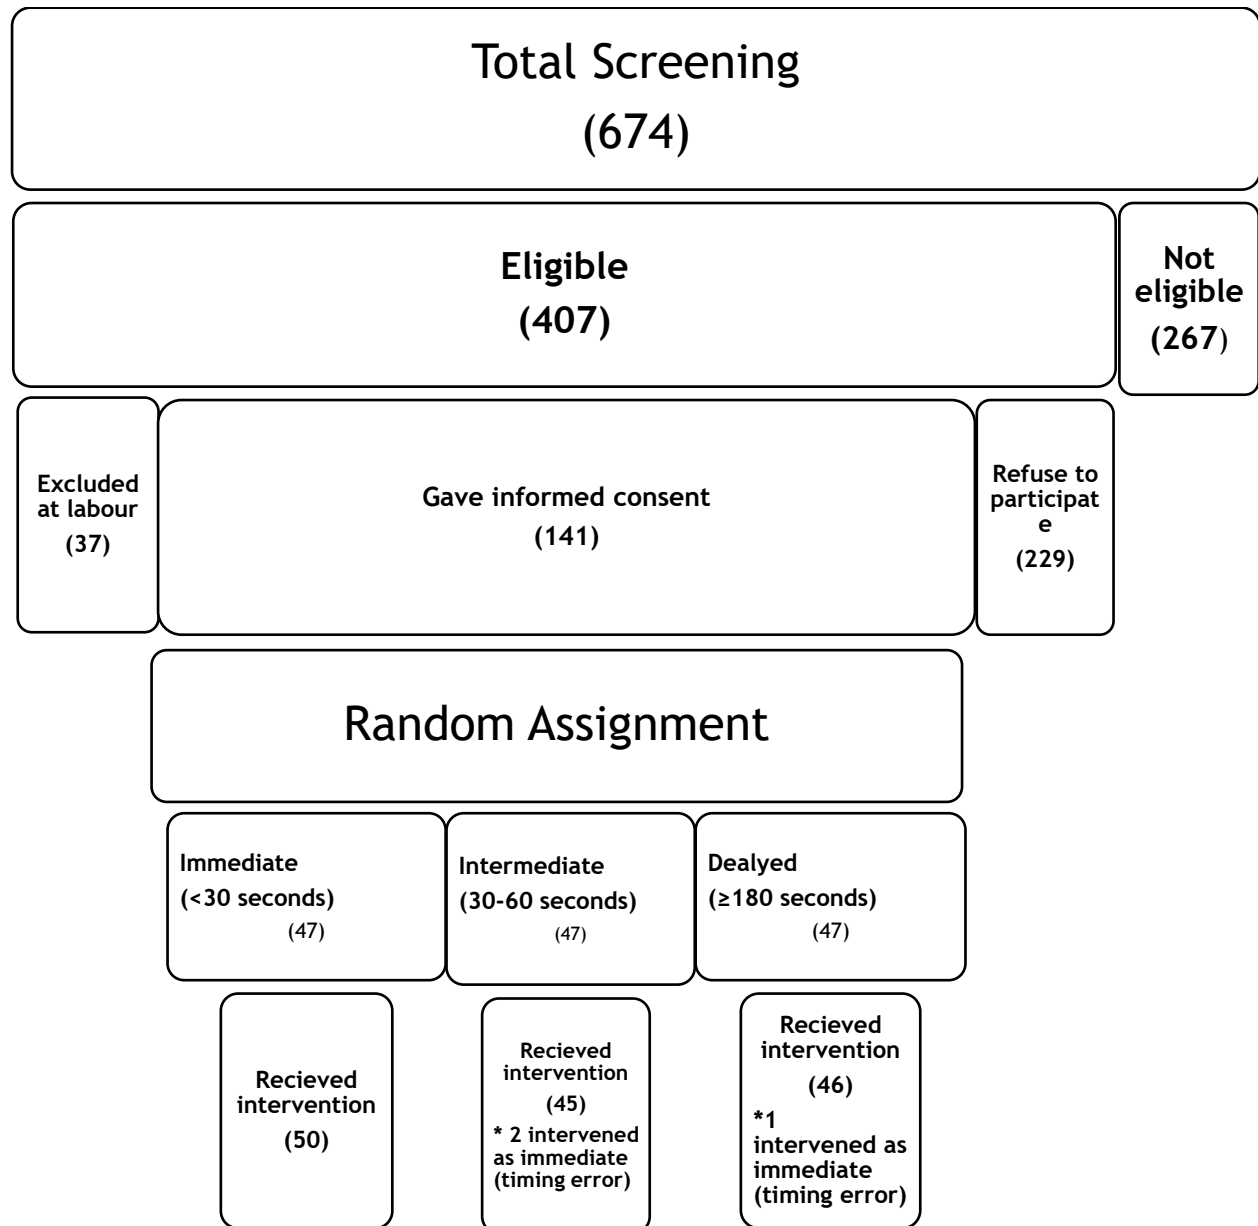 Total Screening
(674)
Eligible
(407)
Not
eligible
(267)
Excluded
at labour
(37)
Gave informed consent
(141)
Refuse to
participat
e
(229)
Random Assignment
Immediate
(<30 seconds)
(47)
Intermediate
(30-60 seconds)
(47)
Dealyed
(≥180 seconds)
(47)
Recieved
intervention
(50)
Recieved
intervention
(45)
* 2 intervened
as immediate
(timing error)
Recieved
intervention
(46)
*1
intervened as
immediate
(timing error)